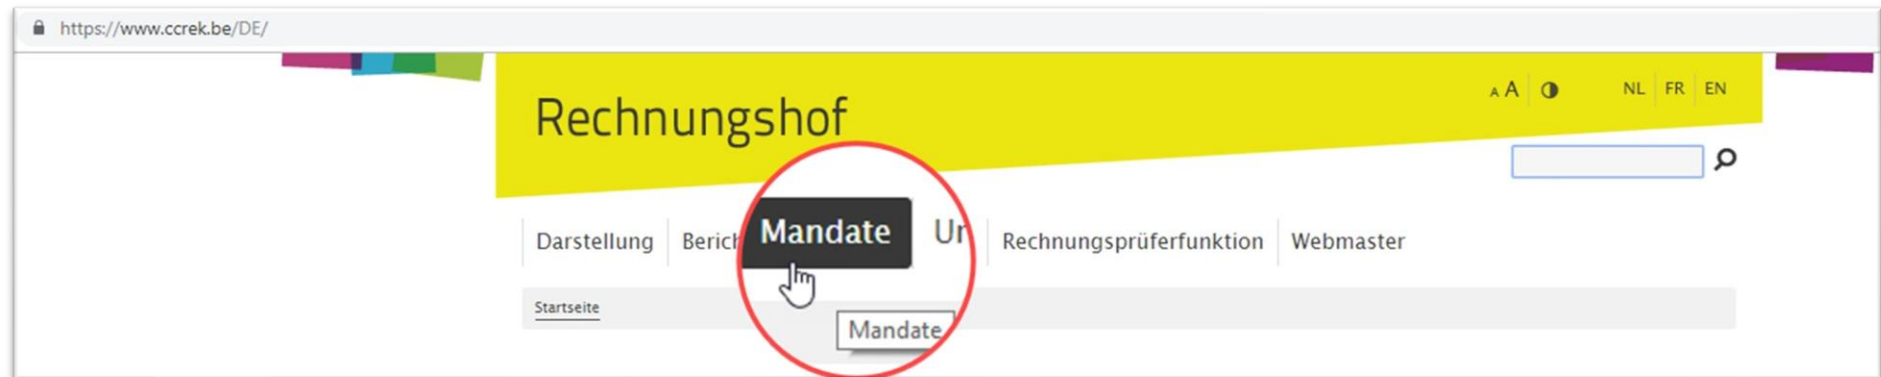 https://www.ccrek.be/DE/
A A NL FR EN
Rechnungshof
Darstellung Mandate Rechnungsprüferfunktion Webmaster
Startseite
Mandate